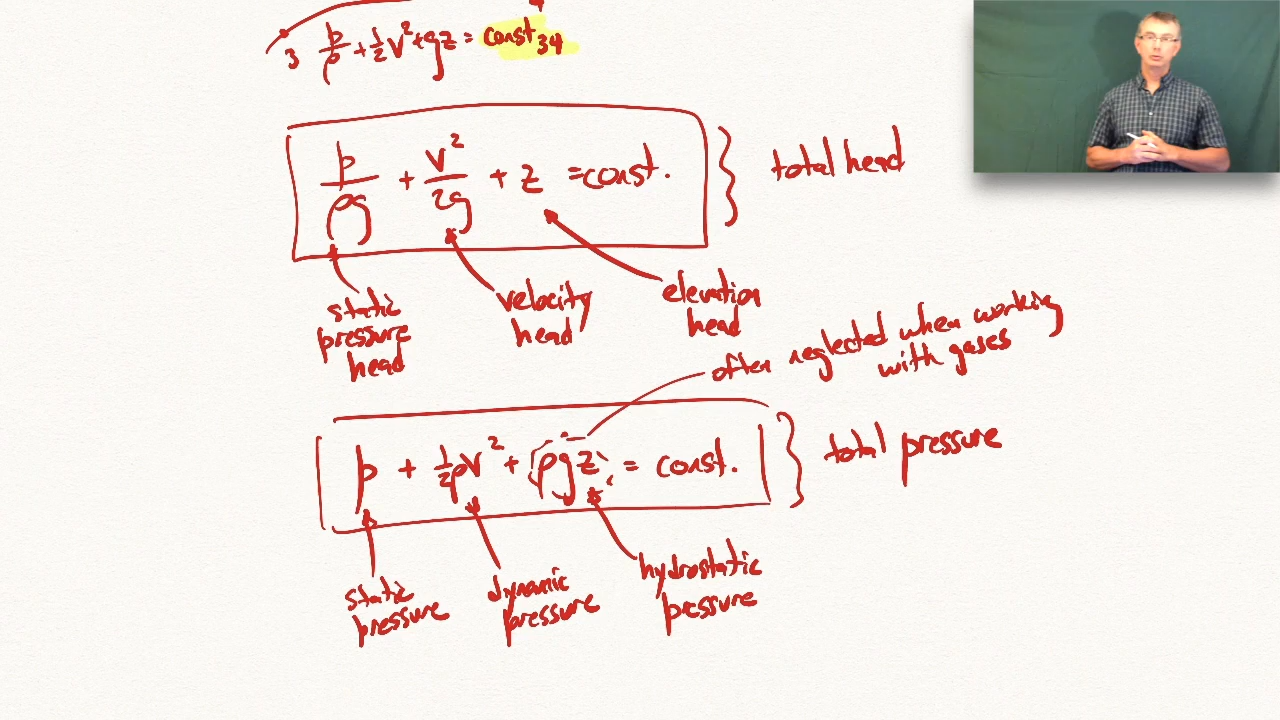 3 p/ρ + ½V² + gz = const₃₄
p/ρg + V²/2g + z = const. } total head
static pressure head
velocity head
elevation head
often neglected when working
with gases
p + ½ρV² + ρgz = const. } total pressure
static pressure
dynamic pressure
hydrostatic pressure